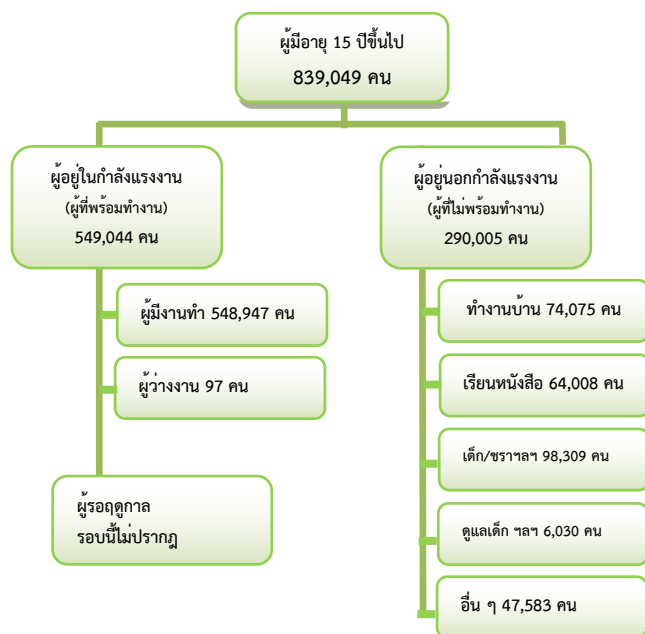 ผู้มีอายุ 15 ปีขึ้นไป
839,049 คน
ผู้อยู่ในกำลังแรงงาน
(ผู้ที่พร้อมทำงาน)
549,044 คน
ผู้อยู่นอกกำลังแรงงาน
(ผู้ที่ไม่พร้อมทำงาน)
290,005 คน
ผู้มีงานทำ 548,947 คน
ผู้ว่างงาน 97 คน
ผู้รอฤดูกาล
รอบนี้ไม่ปรากฎ
ทำงานบ้าน 74,075 คน
เรียนหนังสือ 64,008 คน
เด็ก/ชราฯลฯ 98,309 คน
ดูแลเด็ก ฯลฯ 6,030 คน
อื่น ๆ 47,583 คน